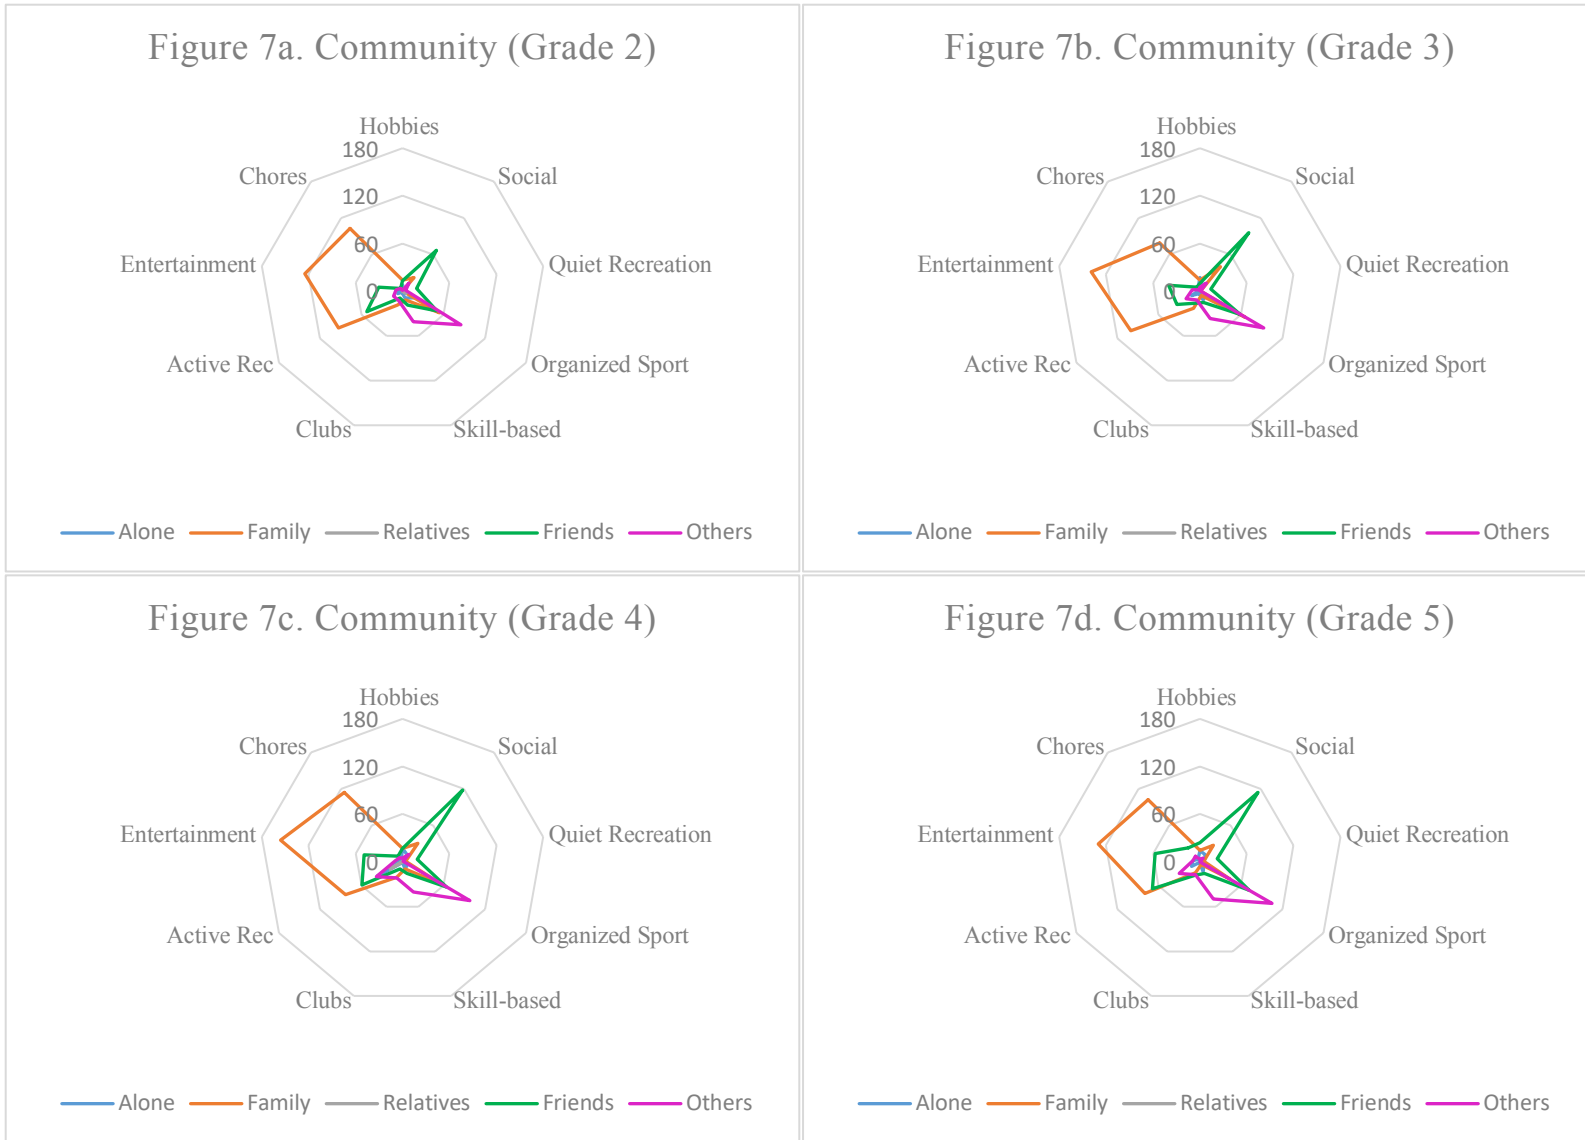 Figure 7a. Community (Grade 2)
Hobbies
180
Chores
Social
120
60
Entertainment
Quiet Recreation
0
Active Rec
Organized Sport
Clubs
Skill-based
Alone Family Relatives Friends Others
Figure 7b. Community (Grade 3)
Hobbies
180
Chores
Social
120
60
Entertainment
Quiet Recreation
0
Active Rec
Organized Sport
Clubs
Skill-based
Alone Family Relatives Friends Others
Figure 7c. Community (Grade 4)
Hobbies
180
Chores
Social
120
60
Entertainment
Quiet Recreation
0
Active Rec
Organized Sport
Clubs
Skill-based
Alone Family Relatives Friends Others
Figure 7d. Community (Grade 5)
Hobbies
180
Chores
Social
120
60
Entertainment
Quiet Recreation
0
Active Rec
Organized Sport
Clubs
Skill-based
Alone Family Relatives Friends Others